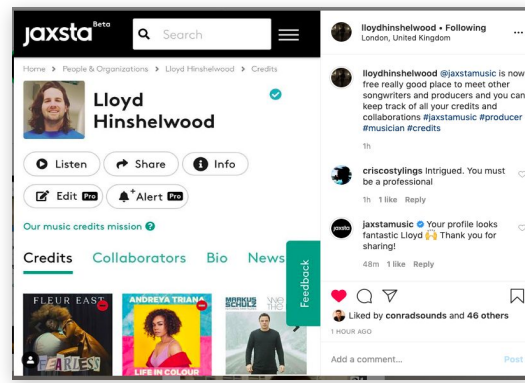 jaxsta Beta
Search
Home > People & Organizations > Lloyd Hinshelwood > Credits
Lloyd
Hinshelwood
Listen
Share
Info
Edit Pro
Alert Pro
Our music credits mission
Credits Collaborators Bio News
Feedback
FLEUR EAST
FEARLESS
ANDREYA TRIANA
LIFE IN COLOUR
MARKUS
SCHULZ
lloydhinshelwood • Following
London, United Kingdom
lloydhinshelwood @jaxstamusic is now
free really good place to meet other
songwriters and producers and you can
keep track of all your credits and
collaborations #jaxstamusic #producer
#musician #credits
1h
criscostylings Intrigued. You must
be a professional
1h 1 like Reply
jaxsta
jaxstamusic Your profile looks
fantastic Lloyd 🙌 Thank you for
sharing!
48m 1 like Reply
Liked by conradsounds and 46 others
1 HOUR AGO
Add a comment...
Post